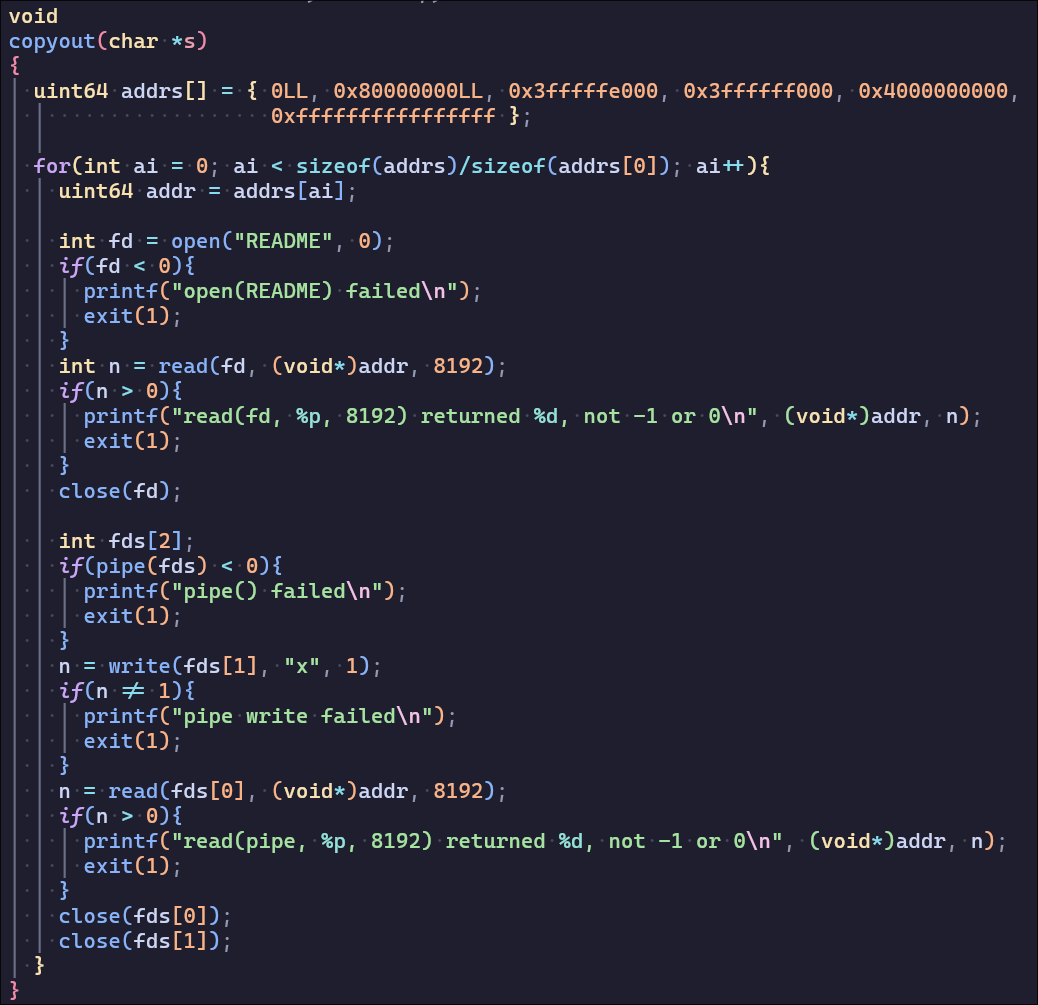 void
copyout(char *s)
{
  uint64 addrs[] = { 0LL, 0x80000000LL, 0x3fffffe000, 0x3ffffff000, 0x4000000000,
                     0xffffffffffffffff };

  for(int ai = 0; ai < sizeof(addrs)/sizeof(addrs[0]); ai++){
    uint64 addr = addrs[ai];

    int fd = open("README", 0);
    if(fd < 0){
      printf("open(README) failed\n");
      exit(1);
    }
    int n = read(fd, (void*)addr, 8192);
    if(n > 0){
      printf("read(fd, %p, 8192) returned %d, not -1 or 0\n", (void*)addr, n);
      exit(1);
    }
    close(fd);

    int fds[2];
    if(pipe(fds) < 0){
      printf("pipe() failed\n");
      exit(1);
    }
    n = write(fds[1], "x", 1);
    if(n != 1){
      printf("pipe write failed\n");
      exit(1);
    }
    n = read(fds[0], (void*)addr, 8192);
    if(n > 0){
      printf("read(pipe, %p, 8192) returned %d, not -1 or 0\n", (void*)addr, n);
      exit(1);
    }
    close(fds[0]);
    close(fds[1]);
  }
}